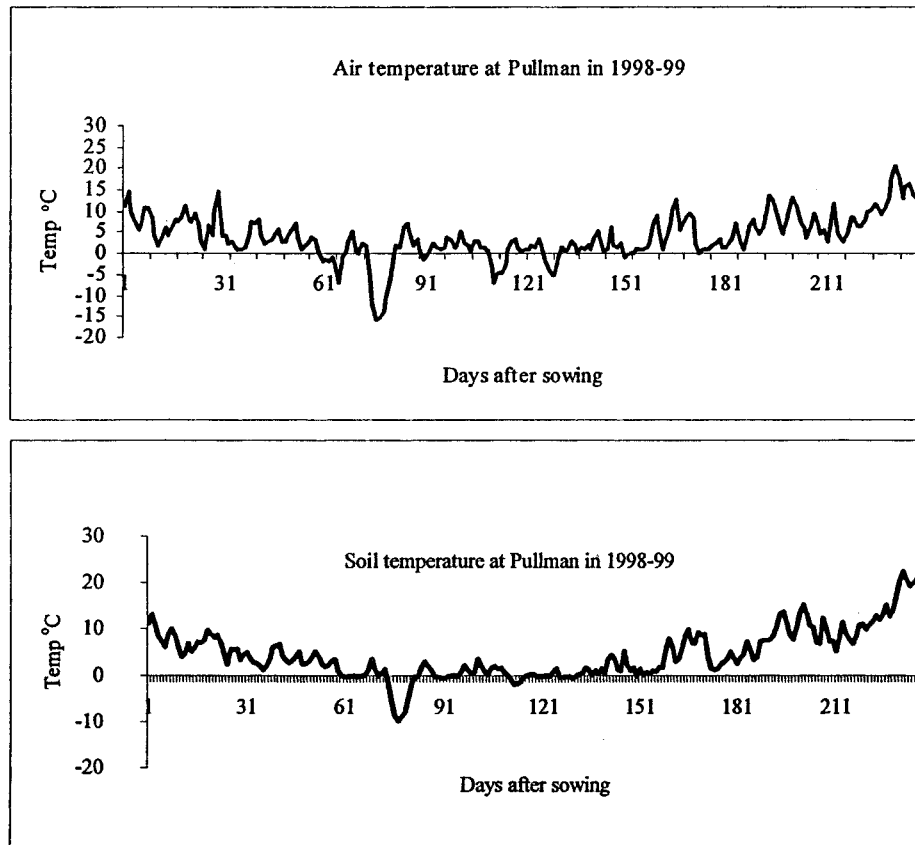 Air temperature at Pullman in 1998-99
30
25
20
15
10
5
0
-5
-10
-15
-20
Temp °C
1 31 61 91 121 151 181 211
Days after sowing
Soil temperature at Pullman in 1998-99
30
20
10
0
-10
-20
Temp °C
1 31 61 91 121 151 181 211
Days after sowing